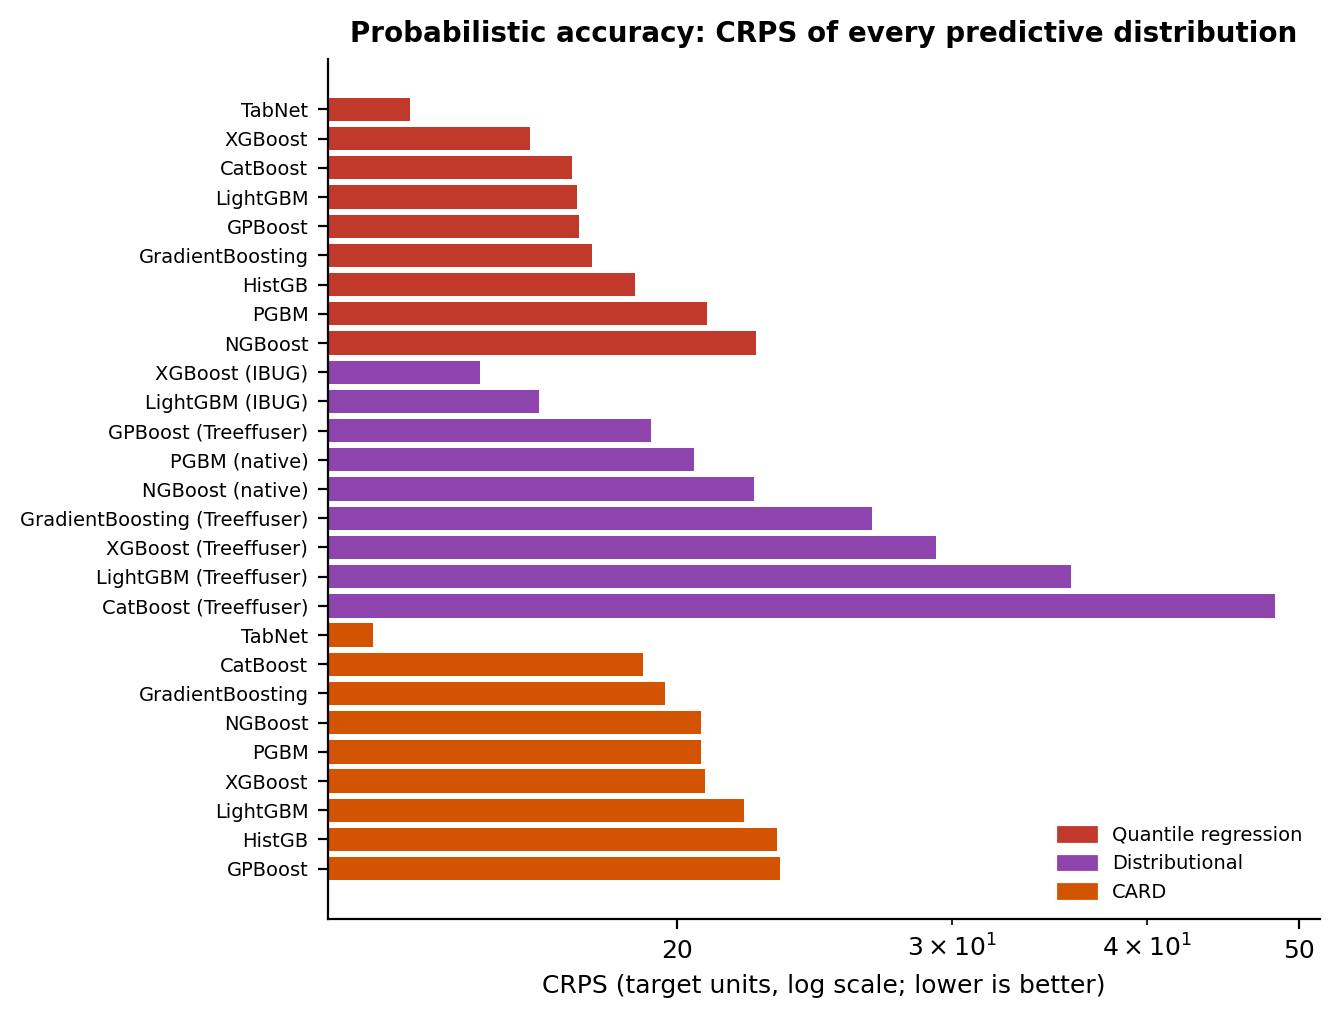 Probabilistic accuracy: CRPS of every predictive distribution
TabNet
XGBoost
CatBoost
LightGBM
GPBoost
GradientBoosting
HistGB
PGBM
NGBoost
XGBoost (IBUG)
LightGBM (IBUG)
GPBoost (Treeffuser)
PGBM (native)
NGBoost (native)
GradientBoosting (Treeffuser)
XGBoost (Treeffuser)
LightGBM (Treeffuser)
CatBoost (Treeffuser)
TabNet
CatBoost
GradientBoosting
NGBoost
PGBM
XGBoost
LightGBM
HistGB
GPBoost
Quantile regression
Distributional
CARD
20 3 × 10¹ 4 × 10¹ 50
CRPS (target units, log scale; lower is better)